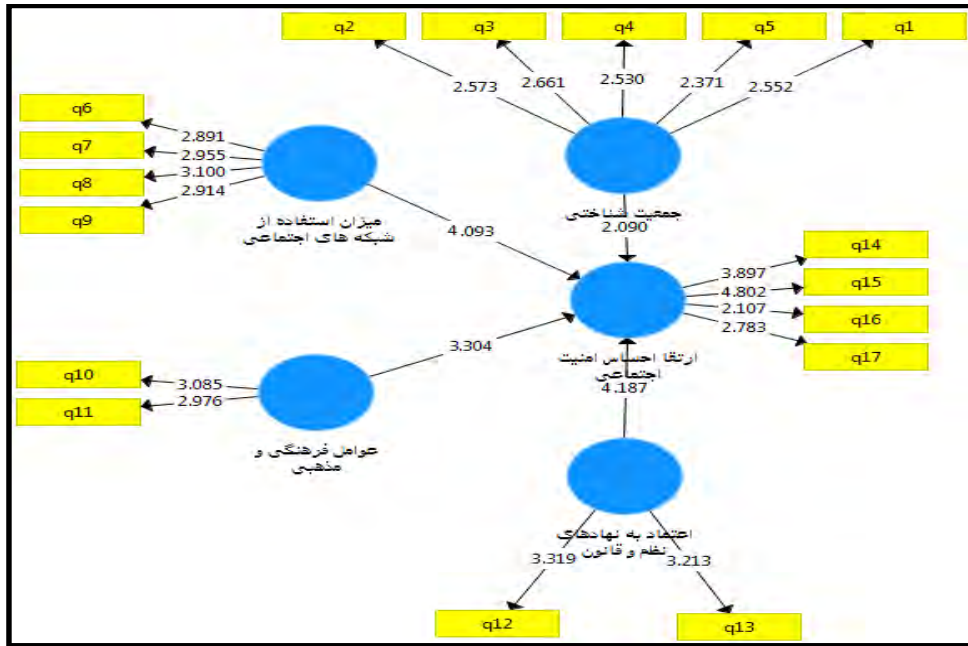 q2
q3
q4
q5
q1
2.573
2.661
2.530
2.371
2.552
q6
q7
q8
q9
2.891
2.955
3.100
2.914
میزان استفاده از
شبکه های اجتماعی
جمعیت شناختی
4.093
2.090
q14
q15
q16
q17
3.897
4.802
2.107
2.783
ارتقا احساس امنیت
اجتماعی
3.304
4.187
q10
q11
3.085
2.976
عوامل فرهنگی و
مذهبی
اعتماد به نهادهای
نظم و قانون
3.319
3.213
q12
q13